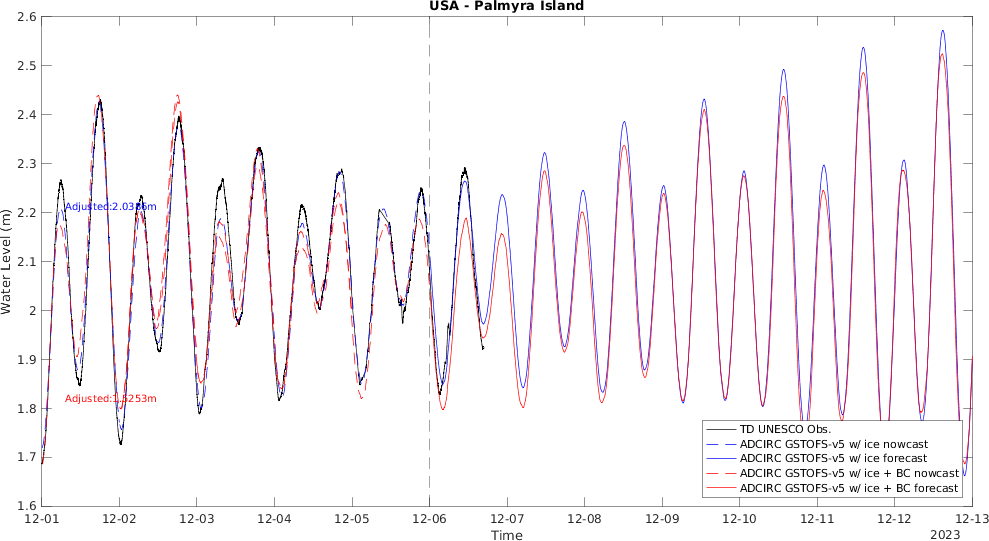 USA - Palmyra Island
2.6
2.5
2.4
2.3
2.2
2.1
2
1.9
1.8
1.7
1.6
Water Level (m)
Adjusted:2.0386m
Adjusted:1.5253m
TD UNESCO Obs.
ADCIRC GSTOFS-v5 w/ ice nowcast
ADCIRC GSTOFS-v5 w/ ice forecast
ADCIRC GSTOFS-v5 w/ ice + BC nowcast
ADCIRC GSTOFS-v5 w/ ice + BC forecast
12-01 12-02 12-03 12-04 12-05 12-06 12-07 12-08 12-09 12-10 12-11 12-12 12-13
Time
2023